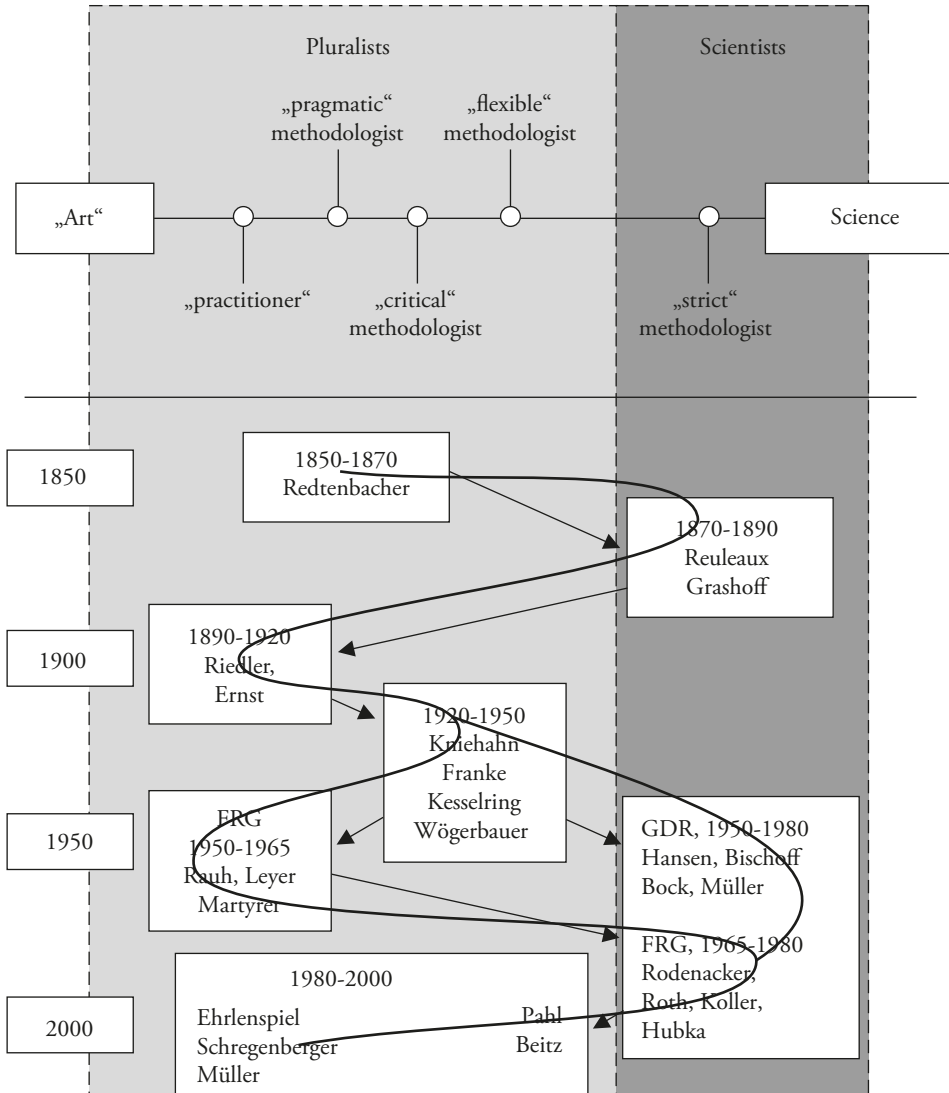 Pluralists
Scientists
„pragmatic“
methodologist
„flexible“
methodologist
„Art“
Science
„practitioner“
„critical“
methodologist
„strict“
methodologist
1850
1850-1870
Redtenbacher
1870-1890
Reuleaux
Grashoff
1900
1890-1920
Riedler,
Ernst
1920-1950
Kniehahn
Franke
Kesselring
Wögerbauer
1950
FRG
1950-1965
Rauh, Leyer
Martyrer
GDR, 1950-1980
Hansen, Bischoff
Bock, Müller
FRG, 1965-1980
Rodenacker,
Roth, Koller,
Hubka
2000
1980-2000
Ehrlenspiel
Schregenberger
Müller
Pahl
Beitz